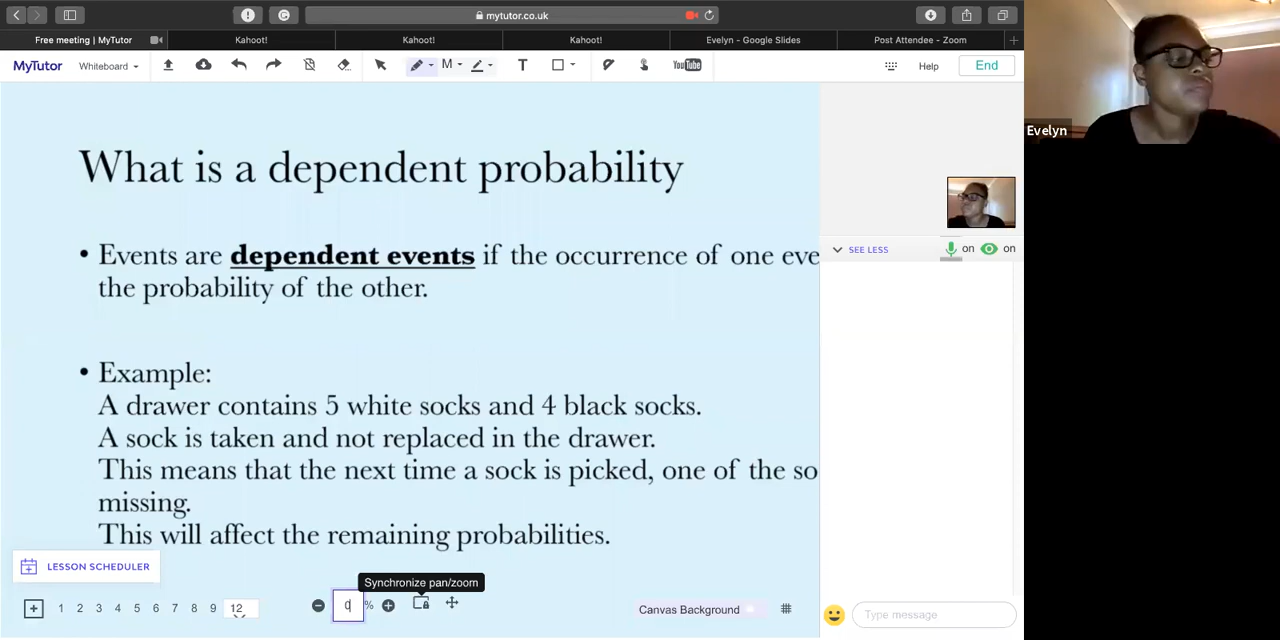 mytutor.co.uk
Free meeting | MyTutor
Kahoot!
Kahoot!
Kahoot!
Evelyn - Google Slides
Post Attendee - Zoom
MyTutor
Whiteboard
M
T
YouTube
Help
End
Evelyn
What is a dependent probability
• Events are dependent events if the occurrence of one eve
the probability of the other.
• Example:
A drawer contains 5 white socks and 4 black socks.
A sock is taken and not replaced in the drawer.
This means that the next time a sock is picked, one of the so
missing.
This will affect the remaining probabilities.
SEE LESS
on
on
LESSON SCHEDULER
Synchronize pan/zoom
1 2 3 4 5 6 7 8 9 12
0 %
Canvas Background
Type message